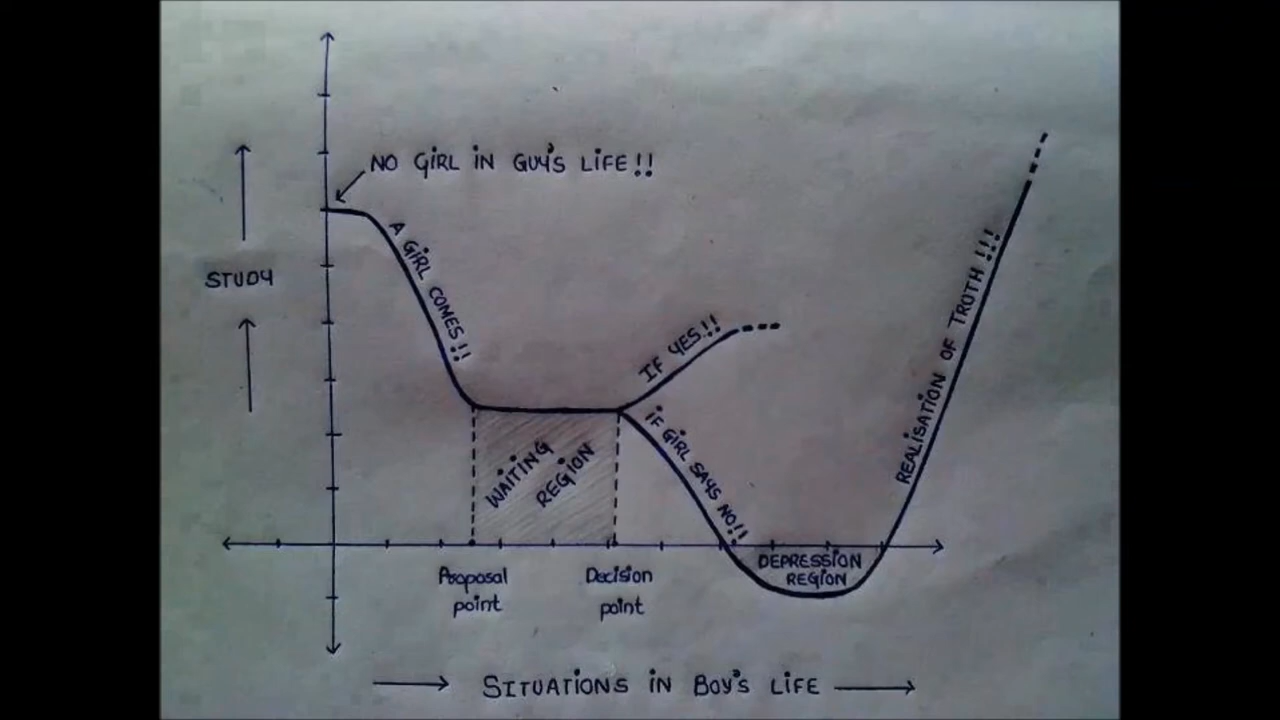 NO GIRL IN GUY'S LIFE!!
A GIRL COMES!!
STUDY
IF YES!!
IF GIRL SAYS NO!!
REALISATION OF TROTH!!!
WAITING
REGION
DEPRESSION
REGION
Proposal
point
Decision
point
SITUATIONS IN BOY'S LIFE